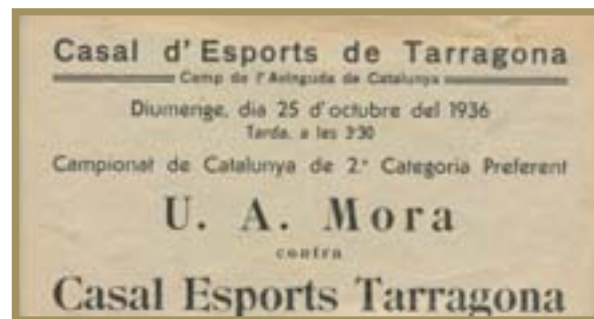 Casal d'Esports de Tarragona
Camp de l'Avinguda de Catalunya
Diumenge, dia 25 d'octubre del 1936
Tarda, a les 3'30
Campionat de Catalunya de 2.ª Categoria Preferent
U. A. Mora
contra
Casal Esports Tarragona